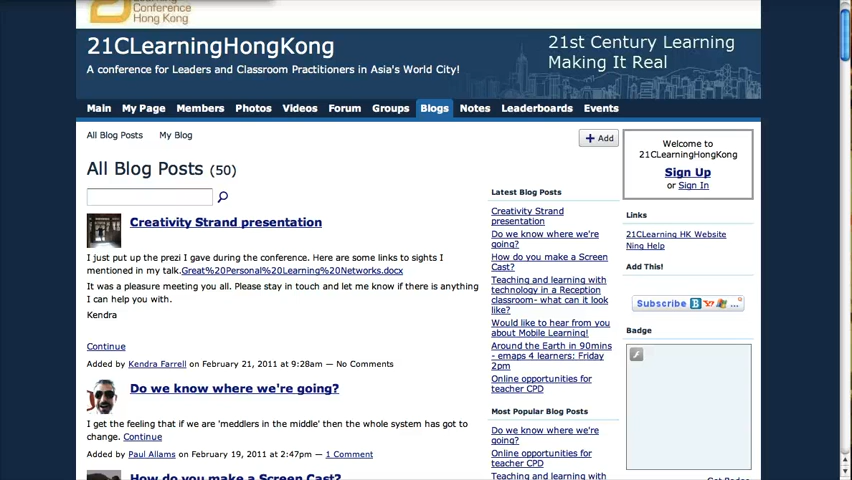 Learning
Conference
Hong Kong
21CLearningHongKong
A conference for Leaders and Classroom Practitioners in Asia's World City!
21st Century Learning
Making It Real
Main My Page Members Photos Videos Forum Groups Blogs Notes Leaderboards Events
All Blog Posts My Blog
+ Add
All Blog Posts (50)
Creativity Strand presentation
I just put up the prezi I gave during the conference. Here are some links to sights I
mentioned in my talk.Great%20Personal%20Learning%20Networks.docx
It was a pleasure meeting you all. Please stay in touch and let me know if there is anything
I can help you with.
Kendra
Continue
Added by Kendra Farrell on February 21, 2011 at 9:28am — No Comments
Do we know where we're going?
I get the feeling that if we are 'meddlers in the middle' then the whole system has got to
change. Continue
Added by Paul Allams on February 19, 2011 at 2:47pm — 1 Comment
How do you make a Screen Cast?
Latest Blog Posts
Creativity Strand
presentation
Do we know where we're
going?
How do you make a Screen
Cast?
Teaching and learning with
technology in a Reception
classroom- what can it look
like?
Would like to hear from you
about Mobile Learning!
Around the Earth in 90mins
- emaps 4 learners: Friday
2pm
Online opportunities for
teacher CPD
Most Popular Blog Posts
Do we know where we're
going?
Online opportunities for
teacher CPD
Teaching and learning with
technology in a Reception
Welcome to
21CLearningHongKong
Sign Up
or Sign In
Links
21CLearning HK Website
Ning Help
Add This!
Subscribe
Badge
Get Badge